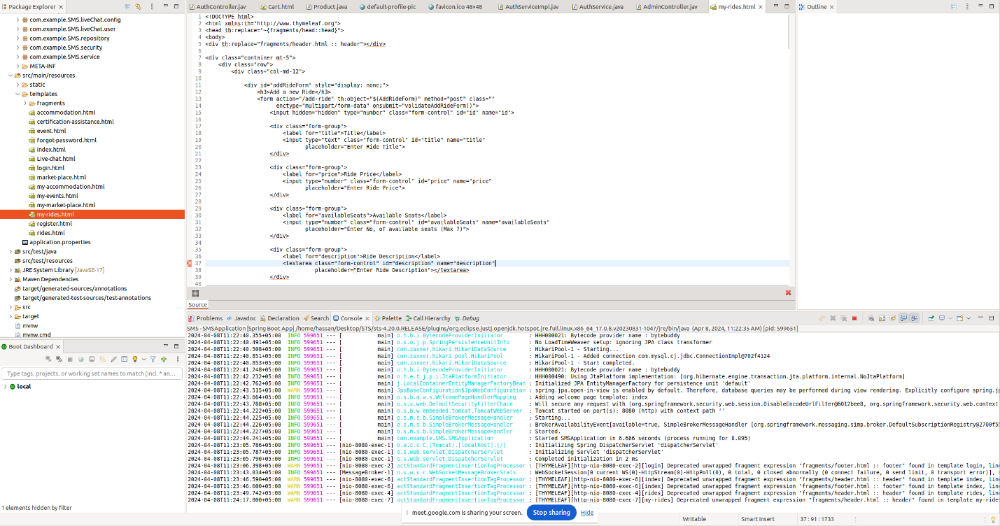 Package Explorer
com.example.SMS.liveChat.config
com.example.SMS.liveChat.user
com.example.SMS.repository
com.example.SMS.security
com.example.SMS.service
META-INF
src/main/resources
static
templates
fragments
accommodation.html
certification-assistance.html
event.html
forgot-password.html
index.html
Live-chat.html
login.html
market-place.html
my-accommodation.html
my-events.html
my-market-place.html
my-rides.html
register.html
rides.html
application.properties
src/test/java
src/test/resources
JRE System Library [JavaSE-17]
Maven Dependencies
target/generated-sources/annotations
target/generated-test-sources/test-annotations
src
target
mvnw
mvnw.cmd
Boot Dashboard
Type tags, projects, or working set names to match (incl. * an...
local
1 elements hidden by filter
AuthController.jav Cart.html Product.java default-profile-pic favicon.ico 48×48 AuthServiceImpl.jav AuthService.java AdminController.jav my-rides.html
1 <!DOCTYPE html>
2 <html xmlns:th="http://www.thymeleaf.org">
3 <head th:replace="~{fragments/head::head}">
4 <body>
5 <div th:replace="fragments/header.html :: header"></div>
6
7 <div class="container mt-5">
8 <div class="row">
9 <div class="col-md-12">
10
11 <div id="addRideForm" style="display: none;">
12 <h3>Add a new Ride</h3>
13 <form action="/add-ride" th:object="${AddRideForm}" method="post" class=""
14 enctype="multipart/form-data" onsubmit="validateAddRideForm()">
15 <input hidden="hidden" type="number" class="form-control" id="id" name="id">
16
17 <div class="form-group">
18 <label for="title">Title</label>
19 <input type="text" class="form-control" id="title" name="title"
20 placeholder="Enter Ride Title">
21 </div>
22
23 <div class="form-group">
24 <label for="price">Ride Price</label>
25 <input type="number" class="form-control" id="price" name="price"
26 placeholder="Enter Ride Price">
27 </div>
28
29 <div class="form-group">
30 <label for="availableSeats">Available Seats</label>
31 <input type="number" class="form-control" id="availableSeats" name="availableSeats"
32 placeholder="Enter No, of available seats (Max 7)">
33 </div>
34
35 <div class="form-group">
36 <label for="description">Ride Description</label>
37 <textarea class="form-control" id="description" name="description"
38 placeholder="Enter Ride Description"></textarea>
39 </div>
40
Source
Outline
Problems Javadoc Declaration Search Console Palette Call Hierarchy Debug
SMS - SMSApplication [Spring Boot App] /home/hassan/Desktop/STS/sts-4.20.0.RELEASE/plugins/org.eclipse.justj.openjdk.hotspot.jre.full.linux.x86_64_17.0.8.v20230831-1047/jre/bin/java (Apr 8, 2024, 11:22:35 AM) [pid: 599651]
2024-04-08T11:22:40.355+05:00 INFO 599651 --- [ main] o.h.b.i.BytecodeProviderInitiator : HHH000021: Bytecode provider name : bytebuddy
2024-04-08T11:22:40.491+05:00 INFO 599651 --- [ main] o.s.o.j.p.SpringPersistenceUnitInfo : No LoadTimeWeaver setup: ignoring JPA class transformer
2024-04-08T11:22:40.508+05:00 INFO 599651 --- [ main] com.zaxxer.hikari.HikariDataSource : HikariPool-1 - Starting...
2024-04-08T11:22:40.851+05:00 INFO 599651 --- [ main] com.zaxxer.hikari.pool.HikariPool : HikariPool-1 - Added connection com.mysql.cj.jdbc.ConnectionImpl@702f4124
2024-04-08T11:22:40.853+05:00 INFO 599651 --- [ main] com.zaxxer.hikari.HikariDataSource : HikariPool-1 - Start completed.
2024-04-08T11:22:41.248+05:00 INFO 599651 --- [ main] o.h.b.i.BytecodeProviderInitiator : HHH000021: Bytecode provider name : bytebuddy
2024-04-08T11:22:42.232+05:00 INFO 599651 --- [ main] o.h.e.t.j.p.i.JtaPlatformInitiator : HHH000490: Using JtaPlatform implementation: [org.hibernate.engine.transaction.jta.platform.internal.NoJtaPlatform]
2024-04-08T11:22:42.762+05:00 INFO 599651 --- [ main] j.LocalContainerEntityManagerFactoryBean : Initialized JPA EntityManagerFactory for persistence unit 'default'
2024-04-08T11:22:43.515+05:00 WARN 599651 --- [ main] JpaBaseConfiguration$JpaWebConfiguration : spring.jpa.open-in-view is enabled by default. Therefore, database queries may be performed during view rendering. Explicitly configure spring.jp
2024-04-08T11:22:43.664+05:00 INFO 599651 --- [ main] o.s.b.a.w.s.WelcomePageHandlerMapping : Adding welcome page template: index
2024-04-08T11:22:43.788+05:00 INFO 599651 --- [ main] o.s.s.web.DefaultSecurityFilterChain : Will secure any request with [org.springframework.security.web.session.DisableEncodeUrlFilter@6012bee8, org.springframework.security.web.context
2024-04-08T11:22:44.222+05:00 INFO 599651 --- [ main] o.s.b.w.embedded.tomcat.TomcatWebServer : Tomcat started on port(s): 8080 (http) with context path ''
2024-04-08T11:22:44.225+05:00 INFO 599651 --- [ main] o.s.m.s.b.SimpleBrokerMessageHandler : Starting...
2024-04-08T11:22:44.226+05:00 INFO 599651 --- [ main] o.s.m.s.b.SimpleBrokerMessageHandler : BrokerAvailabilityEvent[available=true, SimpleBrokerMessageHandler [org.springframework.messaging.simp.broker.DefaultSubscriptionRegistry@2700f5
2024-04-08T11:22:44.227+05:00 INFO 599651 --- [ main] o.s.m.s.b.SimpleBrokerMessageHandler : Started.
2024-04-08T11:22:44.241+05:00 INFO 599651 --- [ main] com.example.SMS.SMSApplication : Started SMSApplication in 6.666 seconds (process running for 8.095)
2024-04-08T11:23:05.786+05:00 INFO 599651 --- [nio-8080-exec-1] o.a.c.c.C.[Tomcat].[localhost].[/] : Initializing Spring DispatcherServlet 'dispatcherServlet'
2024-04-08T11:23:05.787+05:00 INFO 599651 --- [nio-8080-exec-1] o.s.web.servlet.DispatcherServlet : Initializing Servlet 'dispatcherServlet'
2024-04-08T11:23:05.790+05:00 INFO 599651 --- [nio-8080-exec-1] o.s.web.servlet.DispatcherServlet : Completed initialization in 2 ms
2024-04-08T11:23:06.398+05:00 WARN 599651 --- [nio-8080-exec-2] actStandardFragmentInsertionTagProcessor : [THYMELEAF][http-nio-8080-exec-2][login] Deprecated unwrapped fragment expression "fragments/footer.html :: footer" found in template login, line
2024-04-08T11:23:43.834+05:00 INFO 599651 --- [MessageBroker-1] o.s.w.s.c.WebSocketMessageBrokerStats : WebSocketSession[0 current WS(0)-HttpStream(0)-HttpPoll(0), 0 total, 0 closed abnormally (0 connect failure, 0 send limit, 0 transport error)], s
2024-04-08T11:23:46.590+05:00 WARN 599651 --- [nio-8080-exec-6] actStandardFragmentInsertionTagProcessor : [THYMELEAF][http-nio-8080-exec-6][index] Deprecated unwrapped fragment expression "fragments/header.html :: header" found in template index, line
2024-04-08T11:23:46.600+05:00 WARN 599651 --- [nio-8080-exec-6] actStandardFragmentInsertionTagProcessor : [THYMELEAF][http-nio-8080-exec-6][index] Deprecated unwrapped fragment expression "fragments/footer.html :: footer" found in template index, line
2024-04-08T11:23:49.742+05:00 WARN 599651 --- [nio-8080-exec-4] actStandardFragmentInsertionTagProcessor : [THYMELEAF][http-nio-8080-exec-4][rides] Deprecated unwrapped fragment expression "fragments/header.html :: header" found in template rides, line
2024-04-08T11:24:17.800+05:00 WARN 599651 --- [nio-8080-exec-7] actStandardFragmentInsertionTagProcessor : [THYMELEAF][http-nio-8080-exec-7][my-rides] Deprecated unwrapped fragment expression "fragments/header.html :: header" found in template my-rides
meet.google.com is sharing your screen. Stop sharing Hide
Writable Smart Insert 37 : 91 : 1733